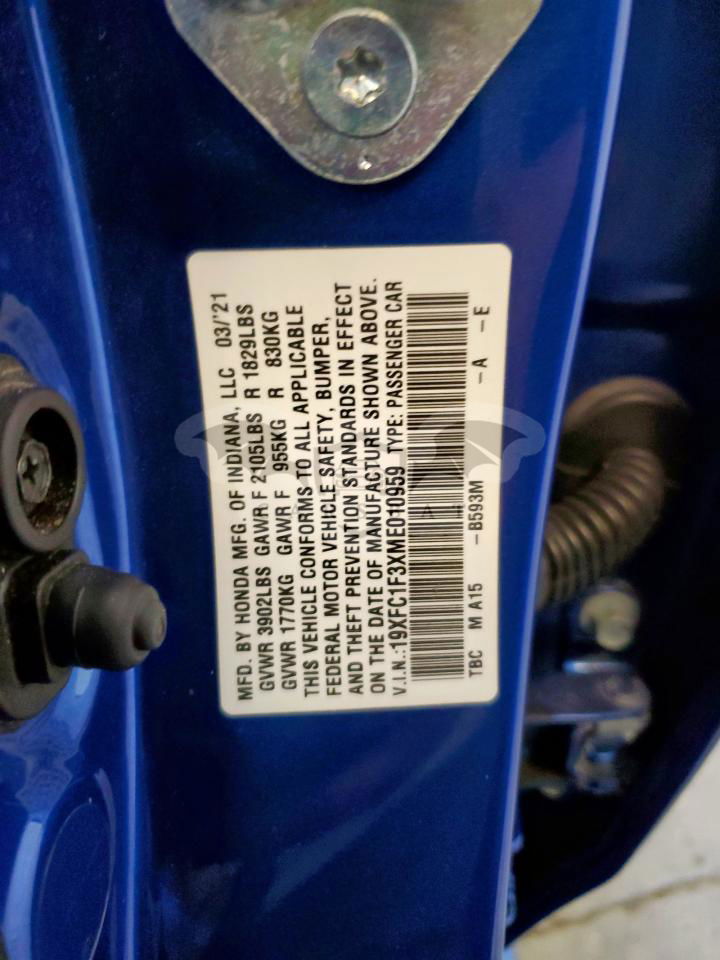 MFD. BY HONDA MFG. OF INDIANA, LLC 03/'21
GVWR 3902LBS GAWR F 2105LBS R 1829LBS
GVWR 1770KG GAWR F 955KG R 830KG
THIS VEHICLE CONFORMS TO ALL APPLICABLE
FEDERAL MOTOR VEHICLE SAFETY, BUMPER,
AND THEFT PREVENTION STANDARDS IN EFFECT
ON THE DATE OF MANUFACTURE SHOWN ABOVE.
V.I.N.: 19XFC1F3XME010959 TYPE: PASSENGER CAR
TBC M A15 -B593M -A -E